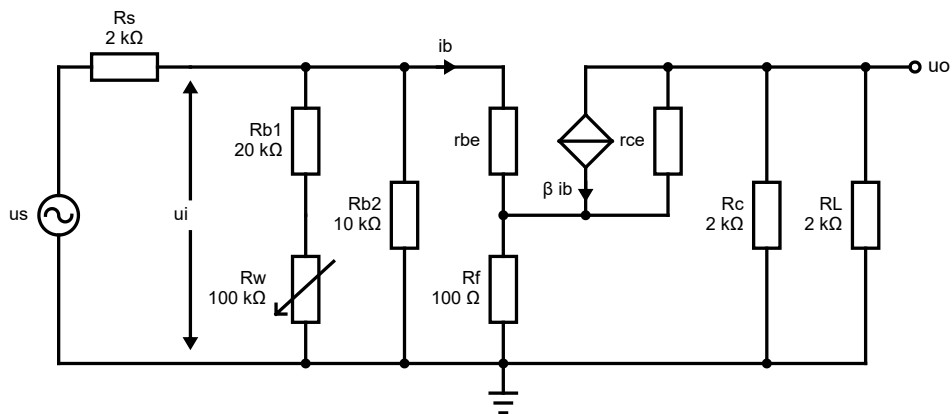 Rs
2 kΩ
ib
uo
Rb1
20 kΩ
rbe
rce
β ib
us
ui
Rb2
10 kΩ
Rc
2 kΩ
RL
2 kΩ
Rw
100 kΩ
Rf
100 Ω